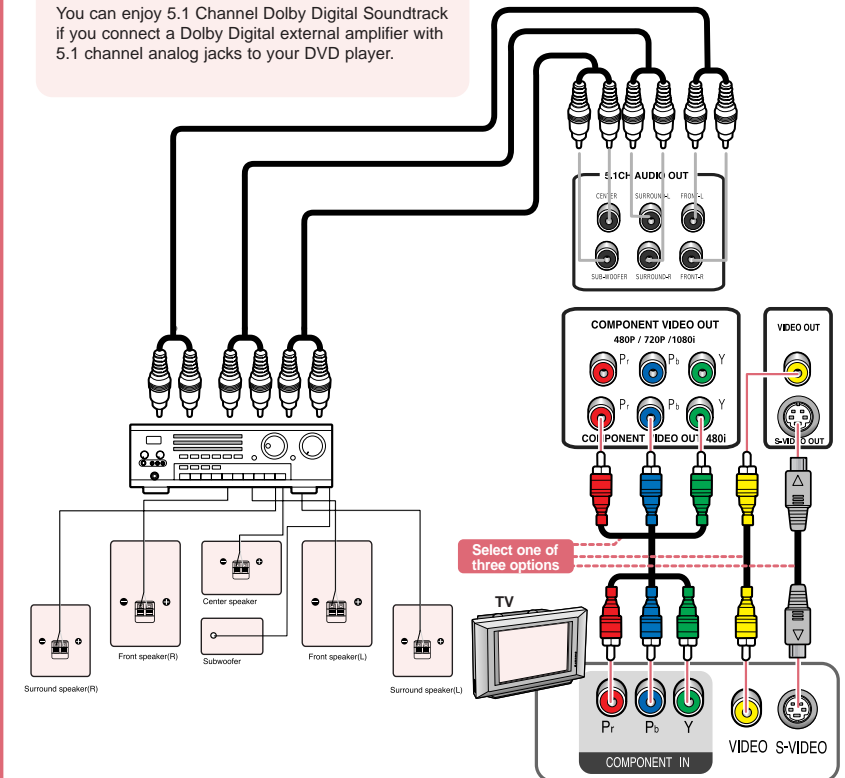 You can enjoy 5.1 Channel Dolby Digital Soundtrack
if you connect a Dolby Digital external amplifier with
5.1 channel analog jacks to your DVD player.
5.1CH AUDIO OUT
CENTER SURROUND-L FRONT-L
SUB-WOOFER SURROUND-R FRONT-R
COMPONENT VIDEO OUT
480P / 720P /1080i
Pr Pb Y
Pr Pb Y
COMPONENT VIDEO OUT 480i
VIDEO OUT
S-VIDEO OUT
Select one of
three options
Center speaker
Front speaker(R)
Subwoofer
Front speaker(L)
Surround speaker(R)
Surround speaker(L)
TV
Pr Pb Y
COMPONENT IN
VIDEO S-VIDEO